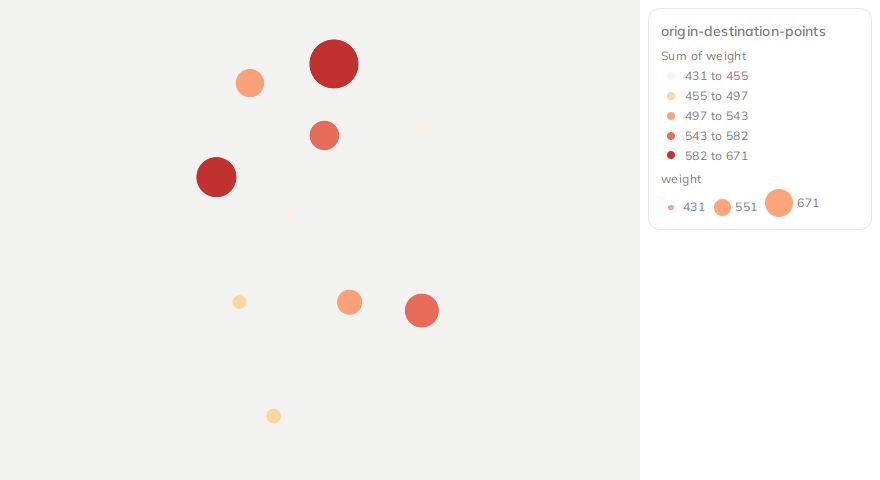 origin-destination-points
Sum of weight
431 to 455
455 to 497
497 to 543
543 to 582
582 to 671
weight
431 551 671